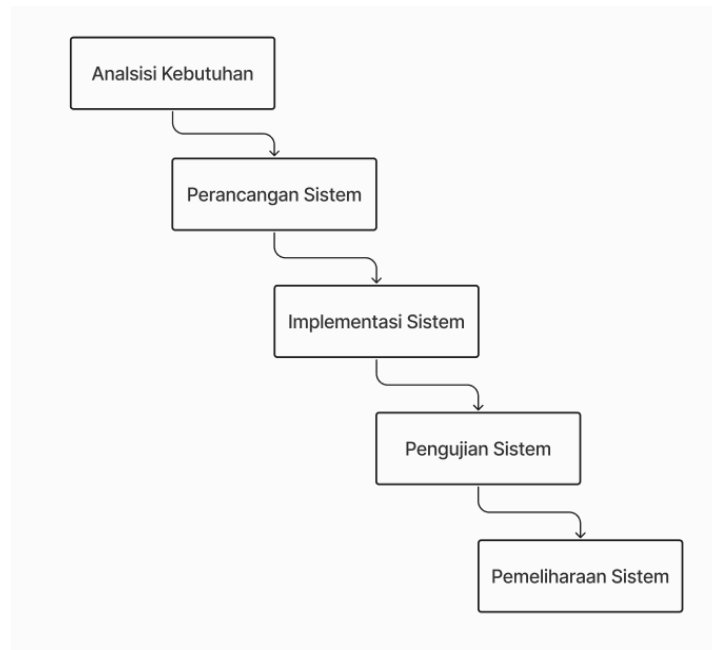 Analsisi Kebutuhan
Perancangan Sistem
Implementasi Sistem
Pengujian Sistem
Pemeliharaan Sistem